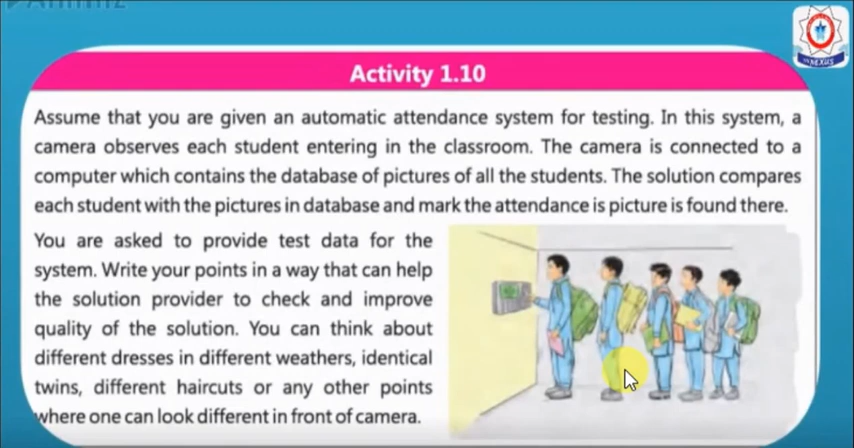 Activity 1.10
Assume that you are given an automatic attendance system for testing. In this system, a
camera observes each student entering in the classroom. The camera is connected to a
computer which contains the database of pictures of all the students. The solution compares
each student with the pictures in database and mark the attendance is picture is found there.
You are asked to provide test data for the
system. Write your points in a way that can help
the solution provider to check and improve
quality of the solution. You can think about
different dresses in different weathers, identical
twins, different haircuts or any other points
where one can look different in front of camera.